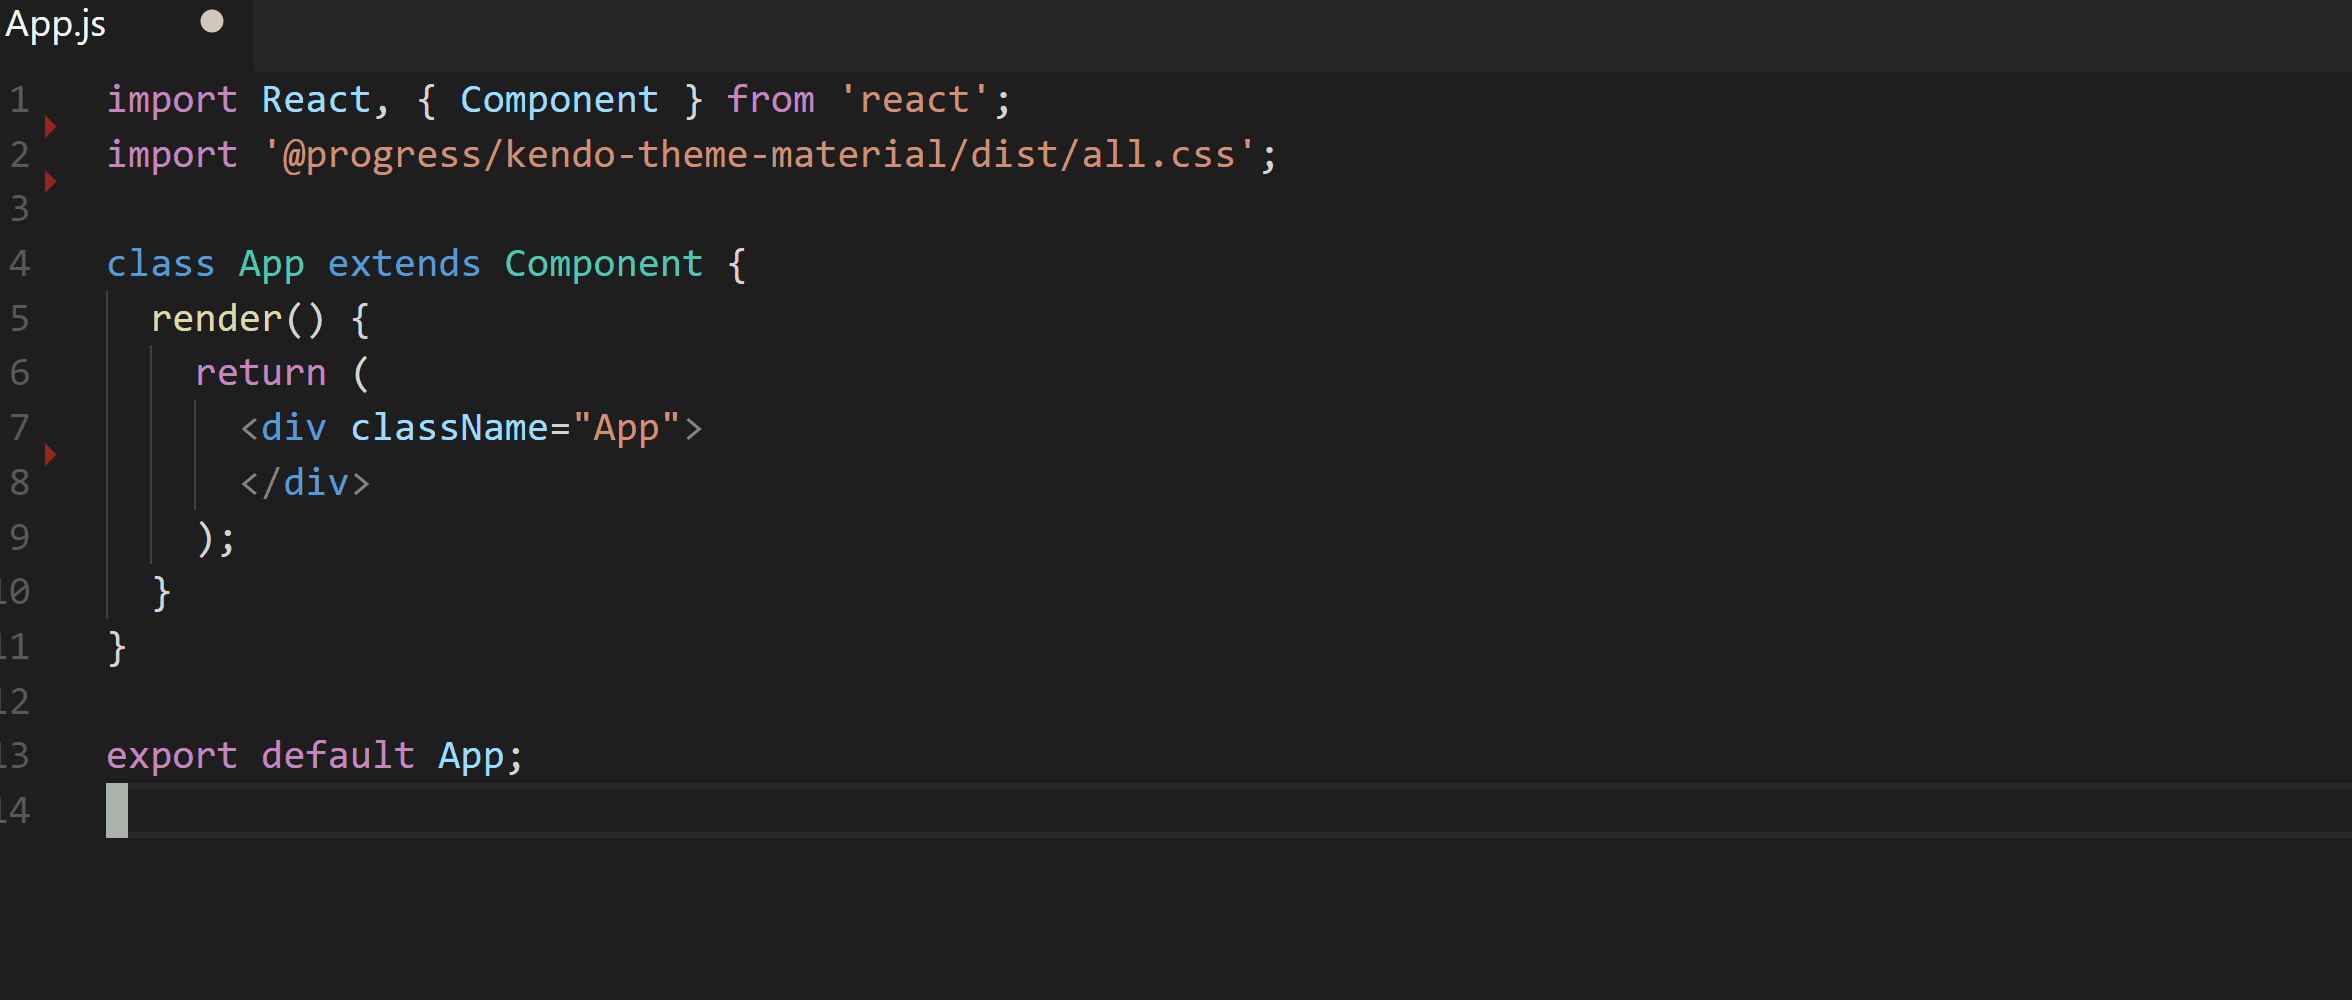 App.js
1 import React, { Component } from 'react';
2 import '@progress/kendo-theme-material/dist/all.css';
3
4 class App extends Component {
5   render() {
6     return (
7       <div className="App">
8       </div>
9     );
10   }
11 }
12
13 export default App;
14